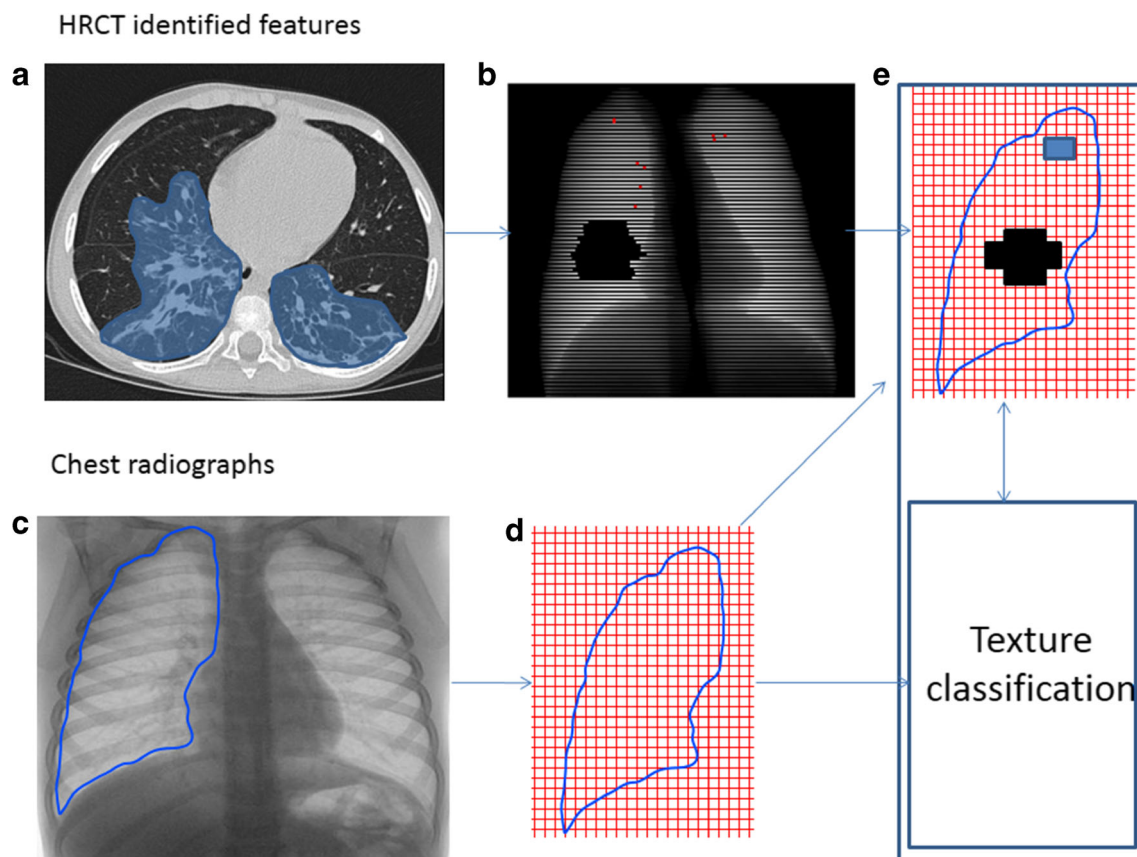 HRCT identified features
a
b
e
Chest radiographs
c
d
Texture
classification